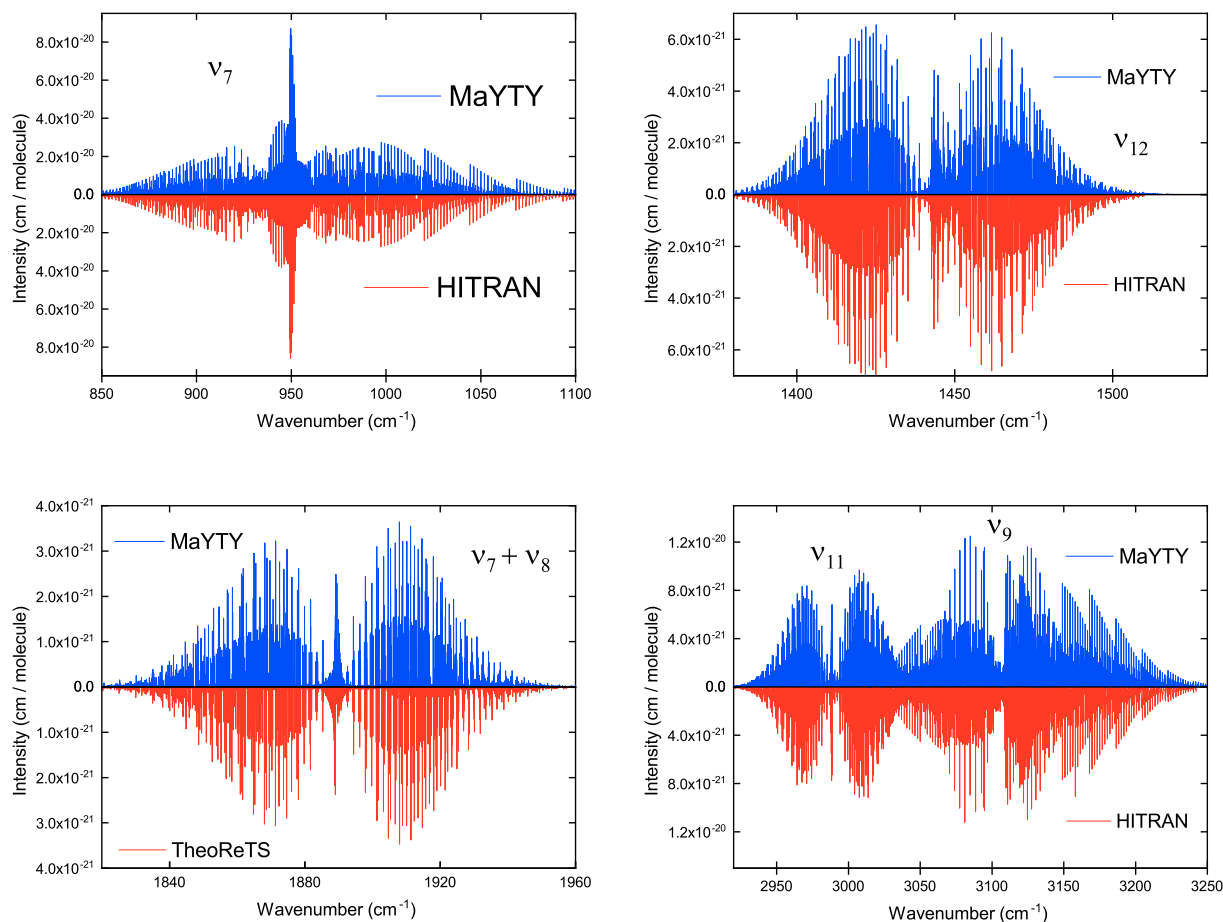 8.0x10⁻²⁰
6.0x10⁻²⁰
4.0x10⁻²⁰
2.0x10⁻²⁰
0.0
2.0x10⁻²⁰
4.0x10⁻²⁰
6.0x10⁻²⁰
8.0x10⁻²⁰
Intensity (cm / molecule)
ν₇
MaYTY
HITRAN
850 900 950 1000 1050 1100
Wavenumber (cm⁻¹)
6.0x10⁻²¹
4.0x10⁻²¹
2.0x10⁻²¹
0.0
2.0x10⁻²¹
4.0x10⁻²¹
6.0x10⁻²¹
Intensity (cm / molecule)
MaYTY
ν₁₂
HITRAN
1400 1450 1500
Wavenumber (cm⁻¹)
4.0x10⁻²¹
3.0x10⁻²¹
2.0x10⁻²¹
1.0x10⁻²¹
0.0
1.0x10⁻²¹
2.0x10⁻²¹
3.0x10⁻²¹
4.0x10⁻²¹
Intensity (cm / molecule)
MaYTY
ν₇ + ν₈
TheoReTS
1840 1880 1920 1960
Wavenumber (cm⁻¹)
1.2x10⁻²⁰
8.0x10⁻²¹
4.0x10⁻²¹
0.0
4.0x10⁻²¹
8.0x10⁻²¹
1.2x10⁻²⁰
Intensity (cm / molecule)
ν₉
ν₁₁
MaYTY
HITRAN
2950 3000 3050 3100 3150 3200 3250
Wavenumber (cm⁻¹)